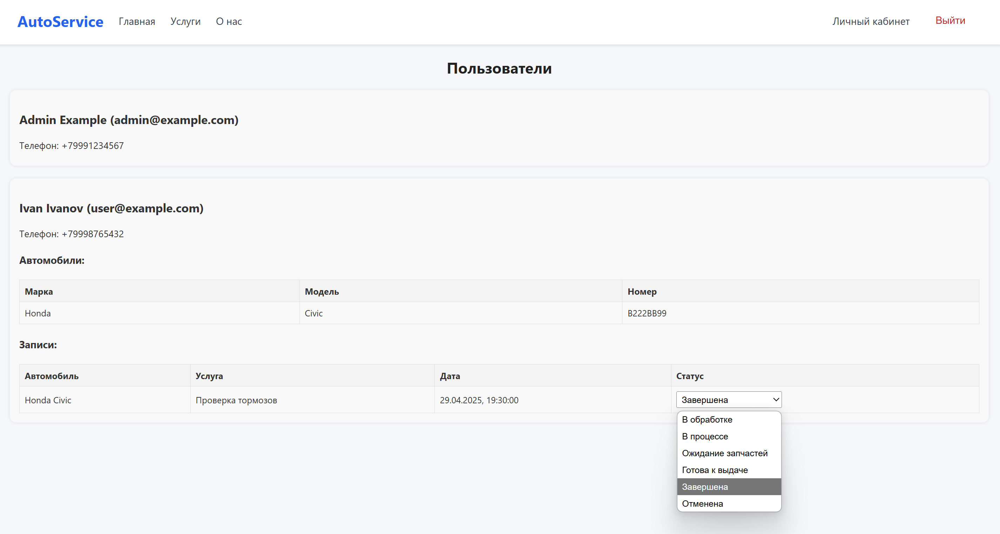 AutoService Главная Услуги О нас Личный кабинет Выйти
Пользователи
Admin Example (admin@example.com)
Телефон: +79991234567
Ivan Ivanov (user@example.com)
Телефон: +79998765432
Автомобили:
Марка Модель Номер
Honda Civic B222BB99
Записи:
Автомобиль Услуга Дата Статус
Honda Civic Проверка тормозов 29.04.2025, 19:30:00 Завершена
В обработке
В процессе
Ожидание запчастей
Готова к выдаче
Завершена
Отменена